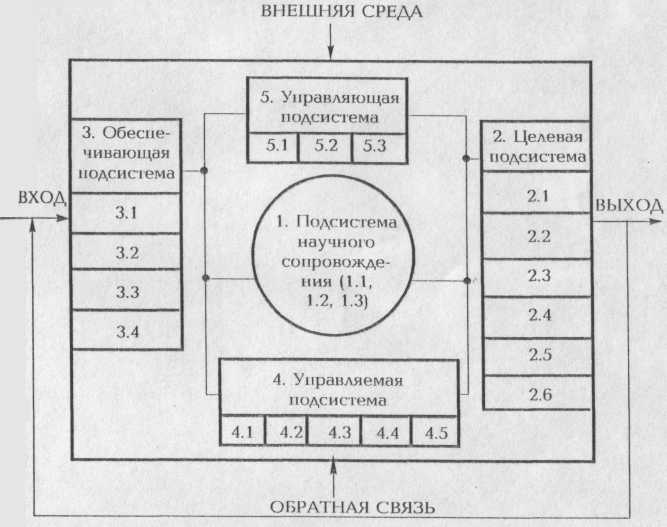 ВНЕШНЯЯ СРЕДА
5. Управляющая
подсистема
5.1 5.2 5.3
3. Обеспе-
чивающая
подсистема
3.1
3.2
3.3
3.4
2. Целевая
подсистема
2.1
2.2
2.3
2.4
2.5
2.6
ВХОД
ВЫХОД
1. Подсистема
научного
сопровожде-
ния (1.1,
1.2, 1.3)
4. Управляемая
подсистема
4.1 4.2 4.3 4.4 4.5
ОБРАТНАЯ СВЯЗЬ